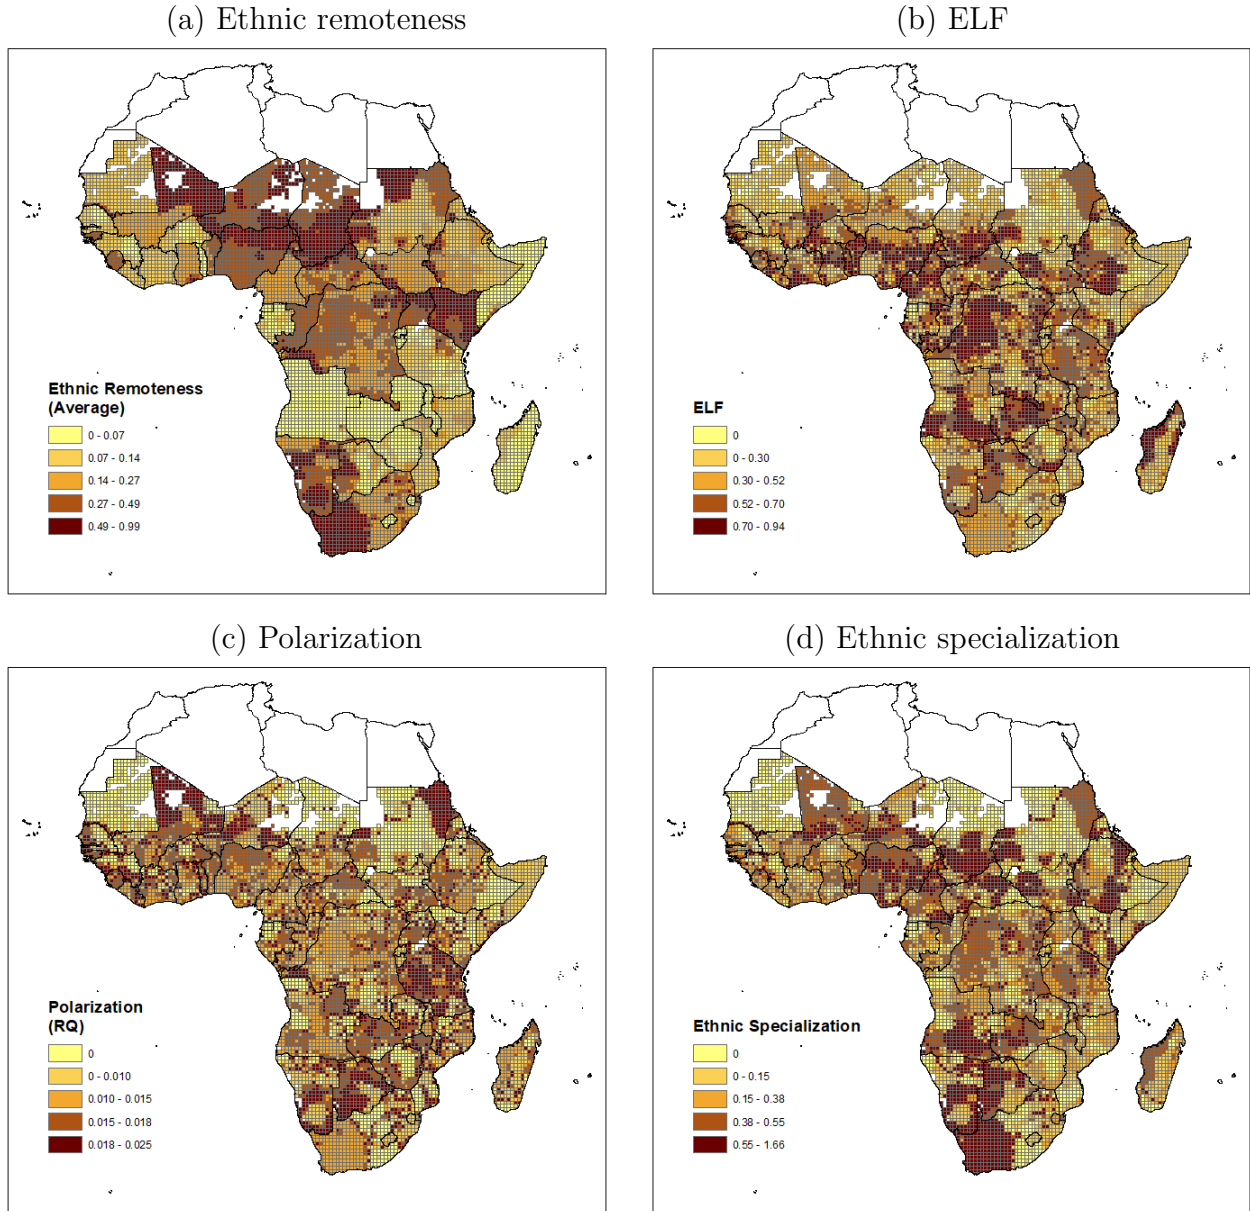 (a) Ethnic remoteness
(b) ELF
Ethnic Remoteness
(Average)
0 - 0.07
0.07 - 0.14
0.14 - 0.27
0.27 - 0.49
0.49 - 0.99
ELF
0
0 - 0.30
0.30 - 0.52
0.52 - 0.70
0.70 - 0.94
(c) Polarization
(d) Ethnic specialization
Polarization
(RQ)
0
0 - 0.010
0.010 - 0.015
0.015 - 0.018
0.018 - 0.025
Ethnic Specialization
0
0 - 0.15
0.15 - 0.38
0.38 - 0.55
0.55 - 1.66